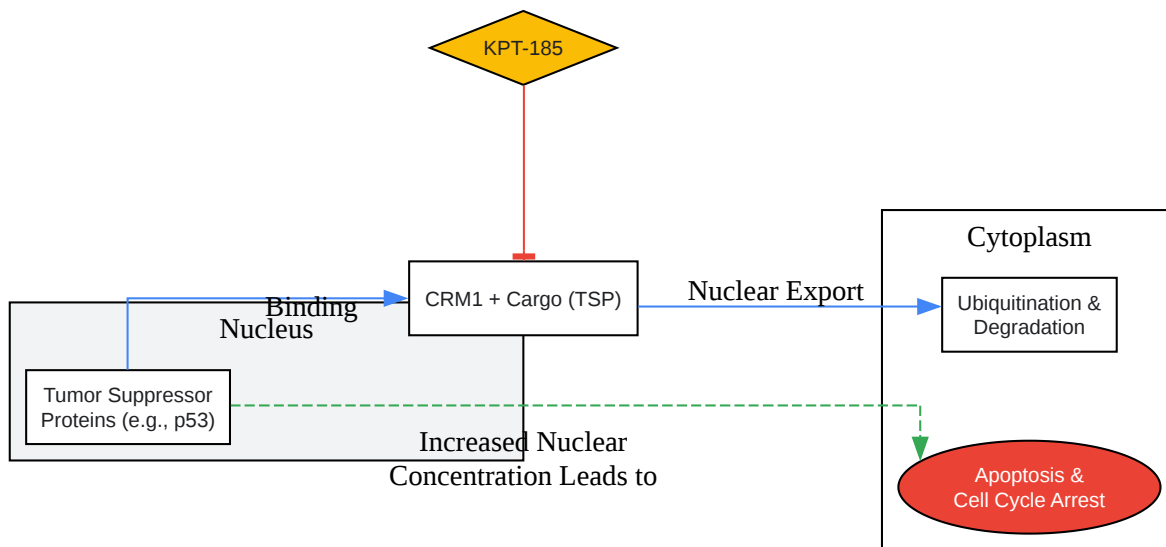 KPT-185
Cytoplasm
CRM1 + Cargo (TSP)
Nuclear Export
Ubiquitination &
Degradation
Binding
Nucleus
Tumor Suppressor
Proteins (e.g., p53)
Increased Nuclear
Concentration Leads to
Apoptosis &
Cell Cycle Arrest